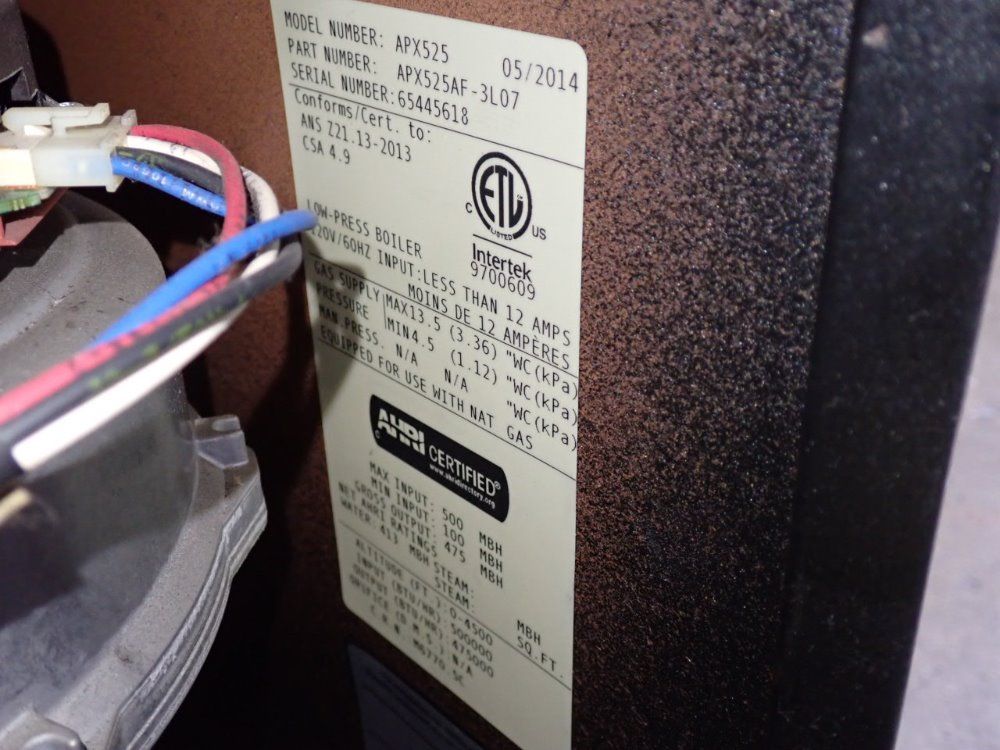 MODEL NUMBER: APX525 05/2014
PART NUMBER: APX525AF-3L07
SERIAL NUMBER: 65445618
Conforms/Cert. to:
ANS Z21.13-2013
CSA 4.9
ETL
LISTED
C US
Intertek
9700609
LOW-PRESS BOILER
120V/60HZ INPUT: LESS THAN 12 AMPS
MOINS DE 12 AMPÈRES
GAS SUPPLY MAX13.5 (3.36) "WC(kPa)
PRESSURE MIN4.5 (1.12) "WC(kPa)
MAN.PRESS. N/A N/A "WC(kPa)
EQUIPPED FOR USE WITH NAT GAS
AHRI CERTIFIED®
www.ahridirectory.org
C
MAX INPUT: 500 MBH
MIN INPUT: 100 MBH
GROSS OUTPUT: 475 MBH
NET AHRI RATINGS
WATER: 413 MBH STEAM: MBH
STEAM: SQ.FT.
ALTITUDE (FT.) 0-4500
INPUT (BTU/HR) 500000
OUTPUT (BTU/HR) 475000
ORIFICE (D.M.S.) N/A
C.R.N.